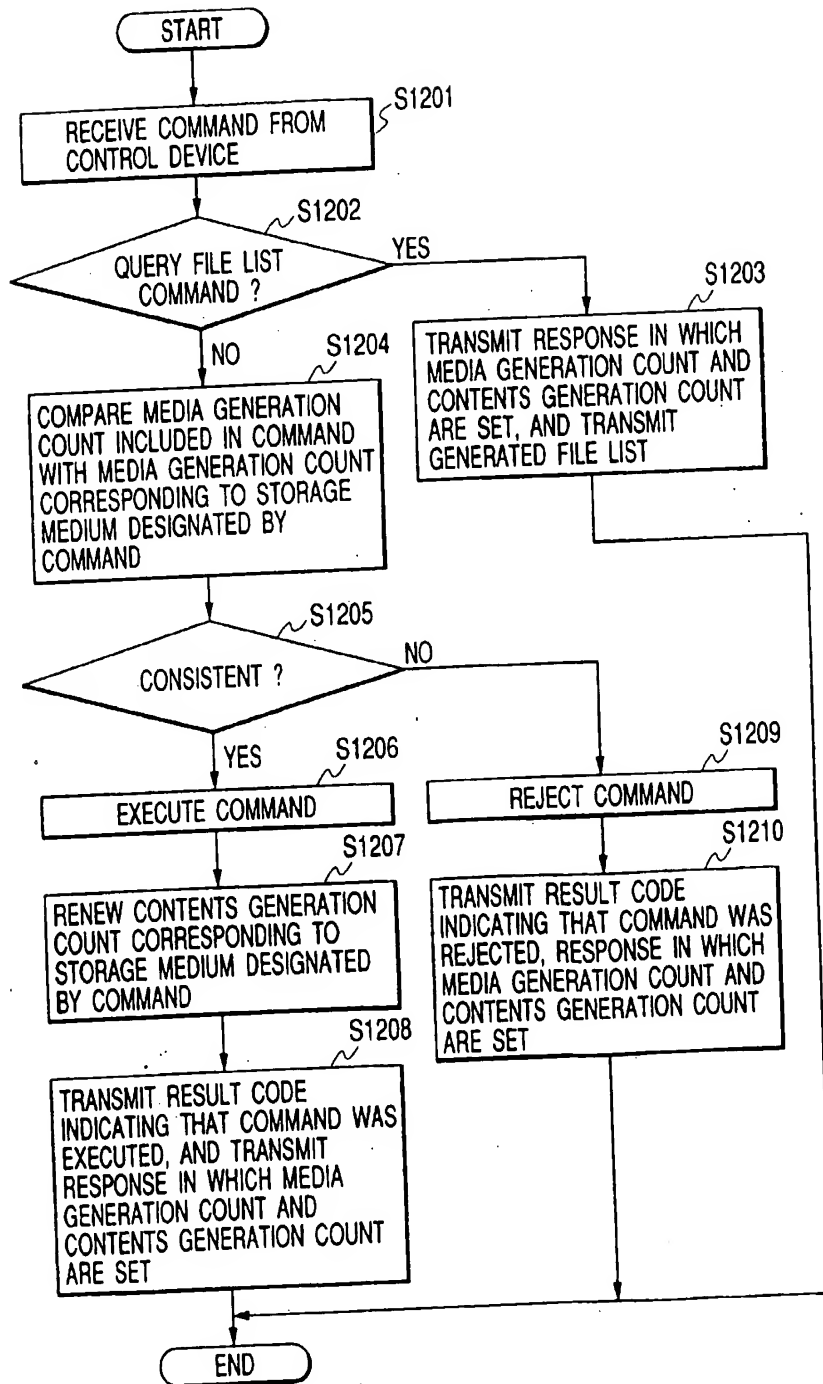 START
S1201
RECEIVE COMMAND FROM
CONTROL DEVICE
S1202
QUERY FILE LIST
COMMAND ?
YES
NO
S1203
TRANSMIT RESPONSE IN WHICH
MEDIA GENERATION COUNT AND
CONTENTS GENERATION COUNT
ARE SET, AND TRANSMIT
GENERATED FILE LIST
S1204
COMPARE MEDIA GENERATION
COUNT INCLUDED IN COMMAND
WITH MEDIA GENERATION COUNT
CORRESPONDING TO STORAGE
MEDIUM DESIGNATED BY
COMMAND
S1205
CONSISTENT ?
NO
YES
S1206
EXECUTE COMMAND
S1207
RENEW CONTENTS GENERATION
COUNT CORRESPONDING TO
STORAGE MEDIUM DESIGNATED
BY COMMAND
S1208
TRANSMIT RESULT CODE
INDICATING THAT COMMAND WAS
EXECUTED, AND TRANSMIT
RESPONSE IN WHICH MEDIA
GENERATION COUNT AND
CONTENTS GENERATION COUNT
ARE SET
S1209
REJECT COMMAND
S1210
TRANSMIT RESULT CODE
INDICATING THAT COMMAND WAS
REJECTED, RESPONSE IN WHICH
MEDIA GENERATION COUNT AND
CONTENTS GENERATION COUNT
ARE SET
END